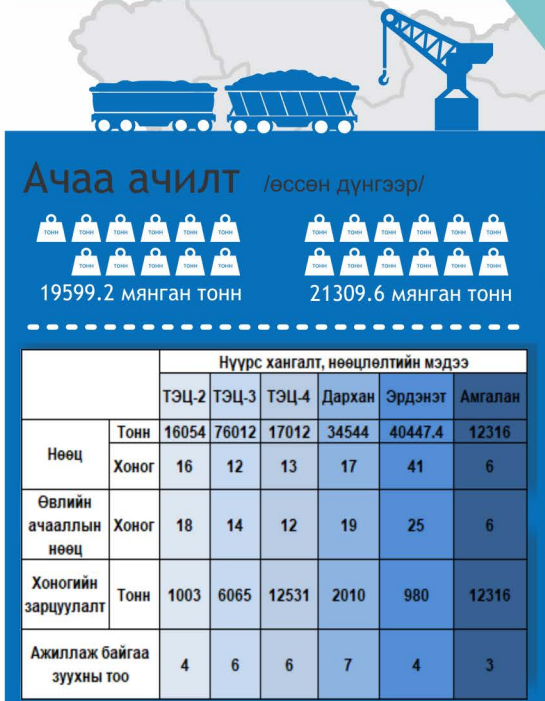 Ачаа ачилт /өссөн дүнгээр/
тонн тонн тонн тонн тонн тонн тонн тонн тонн тонн тонн тонн
тонн тонн тонн тонн тонн тонн тонн тонн тонн тонн тонн
19599.2 мянган тонн 21309.6 мянган тонн
Нүүрс хангалт, нөөцлөлтийн мэдээ
ТЭЦ-2 ТЭЦ-3 ТЭЦ-4 Дархан Эрдэнэт Амгалан
Нөөц
Тонн 16054 76012 17012 34544 40447.4 12316
Хоног 16 12 13 17 41 6
Өвлийн
ачааллын
нөөц
Хоног 18 14 12 19 25 6
Хоногийн
зарцуулалт
Тонн 1003 6065 12531 2010 980 12316
Ажиллаж байгаа
зуухны тоо
4 6 6 7 4 3